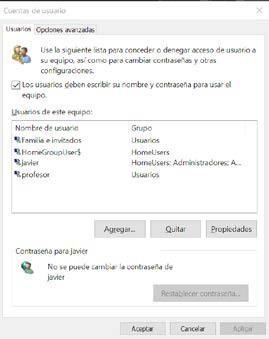 Cuentas de usuario
Usuarios Opciones avanzadas
Use la siguiente lista para conceder o denegar acceso de usuario a
su equipo, así como para cambiar contraseñas y otras
configuraciones.
Los usuarios deben escribir su nombre y contraseña para usar el
equipo.
Usuarios de este equipo:
Nombre de usuario Grupo
Familia e invitados Usuarios
HomeGroupUser$ HomeUsers
javier HomeUsers; Administradores; A...
profesor Usuarios
Agregar... Quitar Propiedades
Contraseña para javier
No se puede cambiar la contraseña de
javier
Restablecer contraseña...
Aceptar Cancelar Aplicar